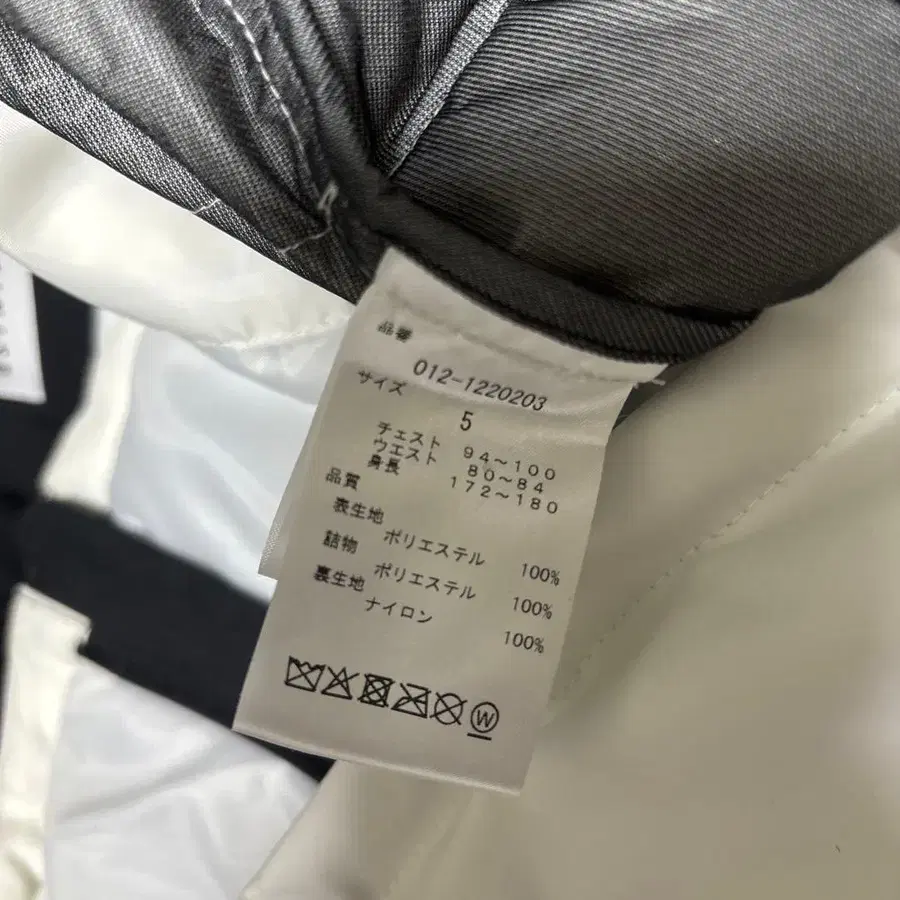 品番
012-1220203
サイズ
5
チェスト 94～100
ウエスト 80～84
身長 172～180
品質
表生地
ポリエステル 100%
詰物
ポリエステル 100%
裏生地
ナイロン 100%
W